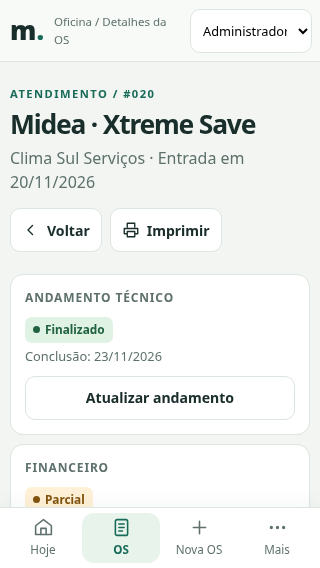 m.
Oficina / Detalhes da
OS
Administrador
ATENDIMENTO / #020
Midea · Xtreme Save
Clima Sul Serviços · Entrada em
20/11/2026
Voltar
Imprimir
ANDAMENTO TÉCNICO
Finalizado
Conclusão: 23/11/2026
Atualizar andamento
FINANCEIRO
Parcial
Hoje
OS
Nova OS
Mais